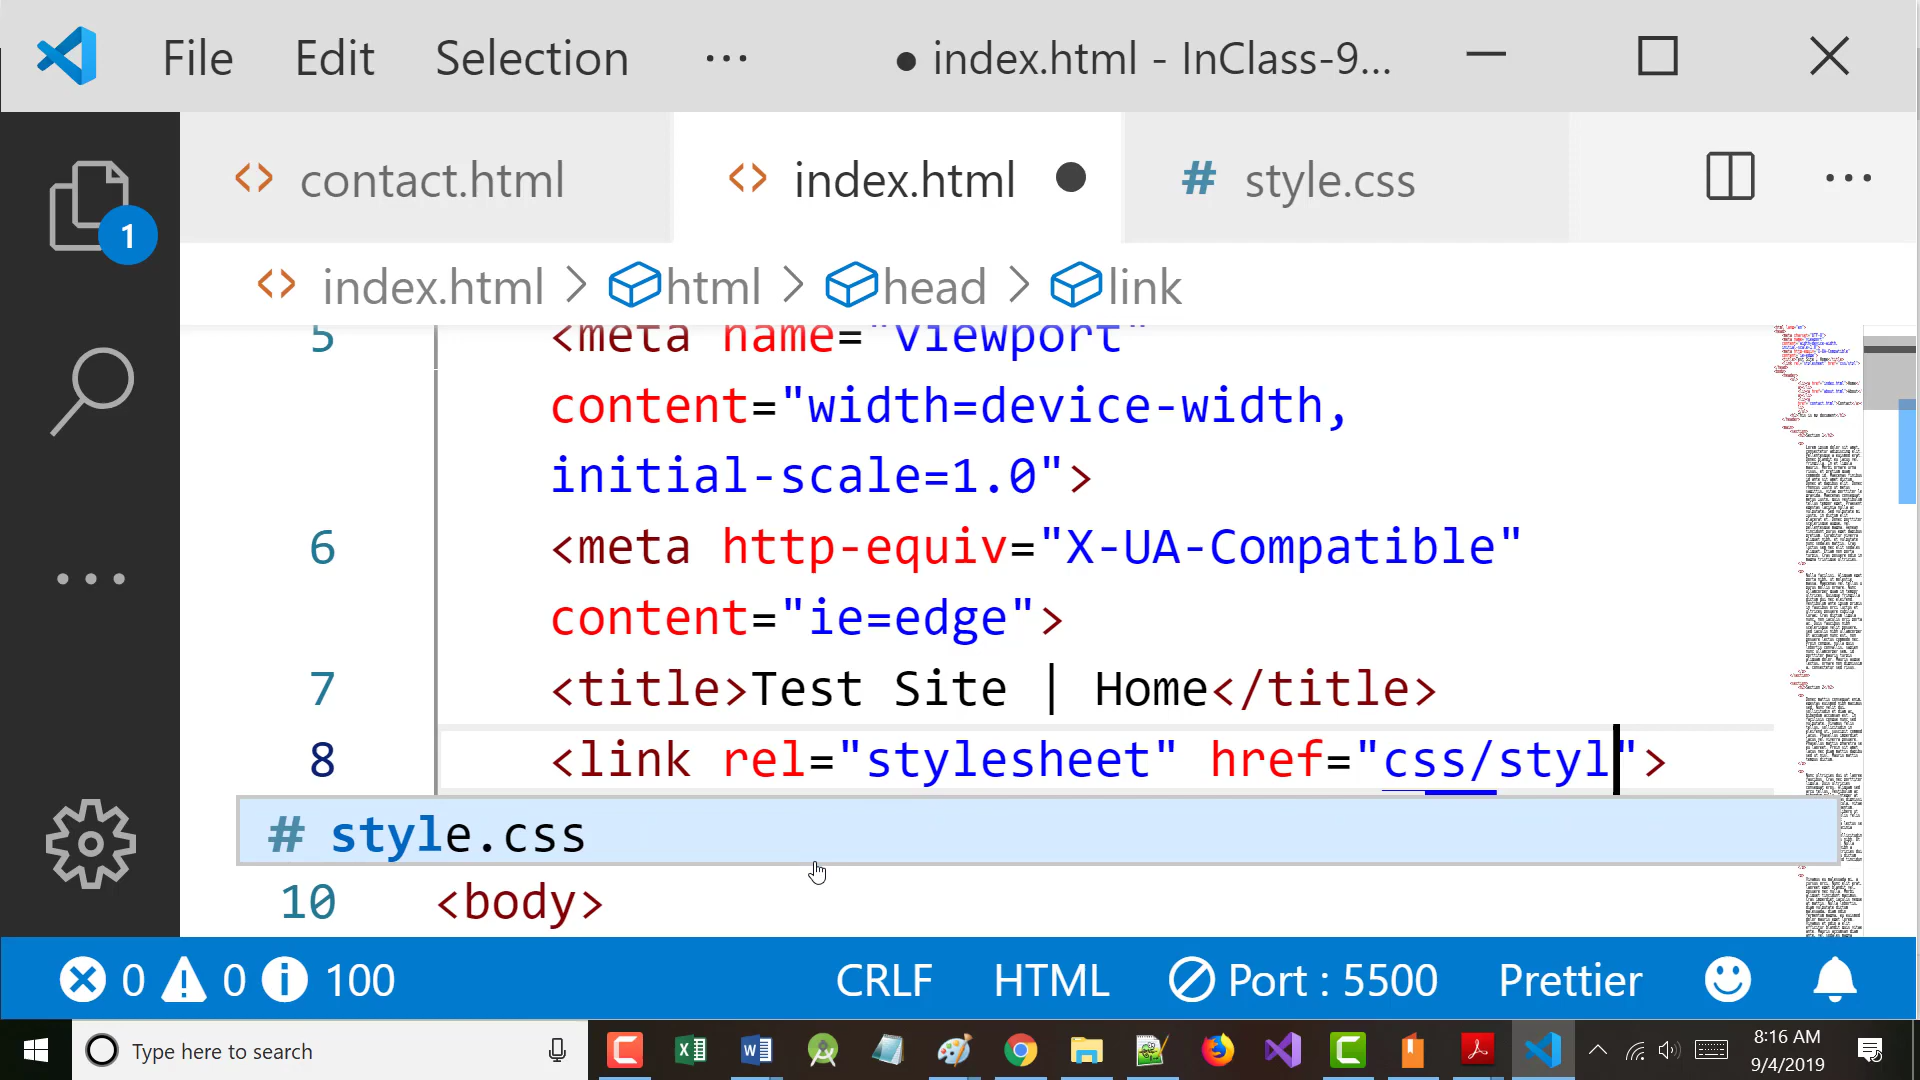 File Edit Selection ··· ● index.html - InClass-9...
<> contact.html <> index.html ● # style.css ···
1
<> index.html > html > head > link
5 <meta name="viewport"
content="width=device-width,
initial-scale=1.0">
6 <meta http-equiv="X-UA-Compatible"
content="ie=edge">
7 <title>Test Site | Home</title>
8 <link rel="stylesheet" href="css/styl">
# style.css
10 <body>
0 0 100 CRLF HTML Port : 5500 Prettier
Type here to search
8:16 AM
9/4/2019